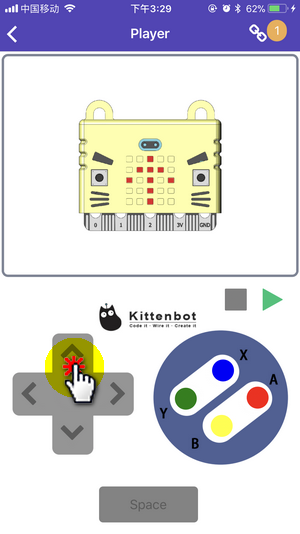 中国移动 下午3:29 62%
Player 1
0 1 2 3V GND
Kittenbot
Code it · Wire it · Create it
X
A
Y
B
Space